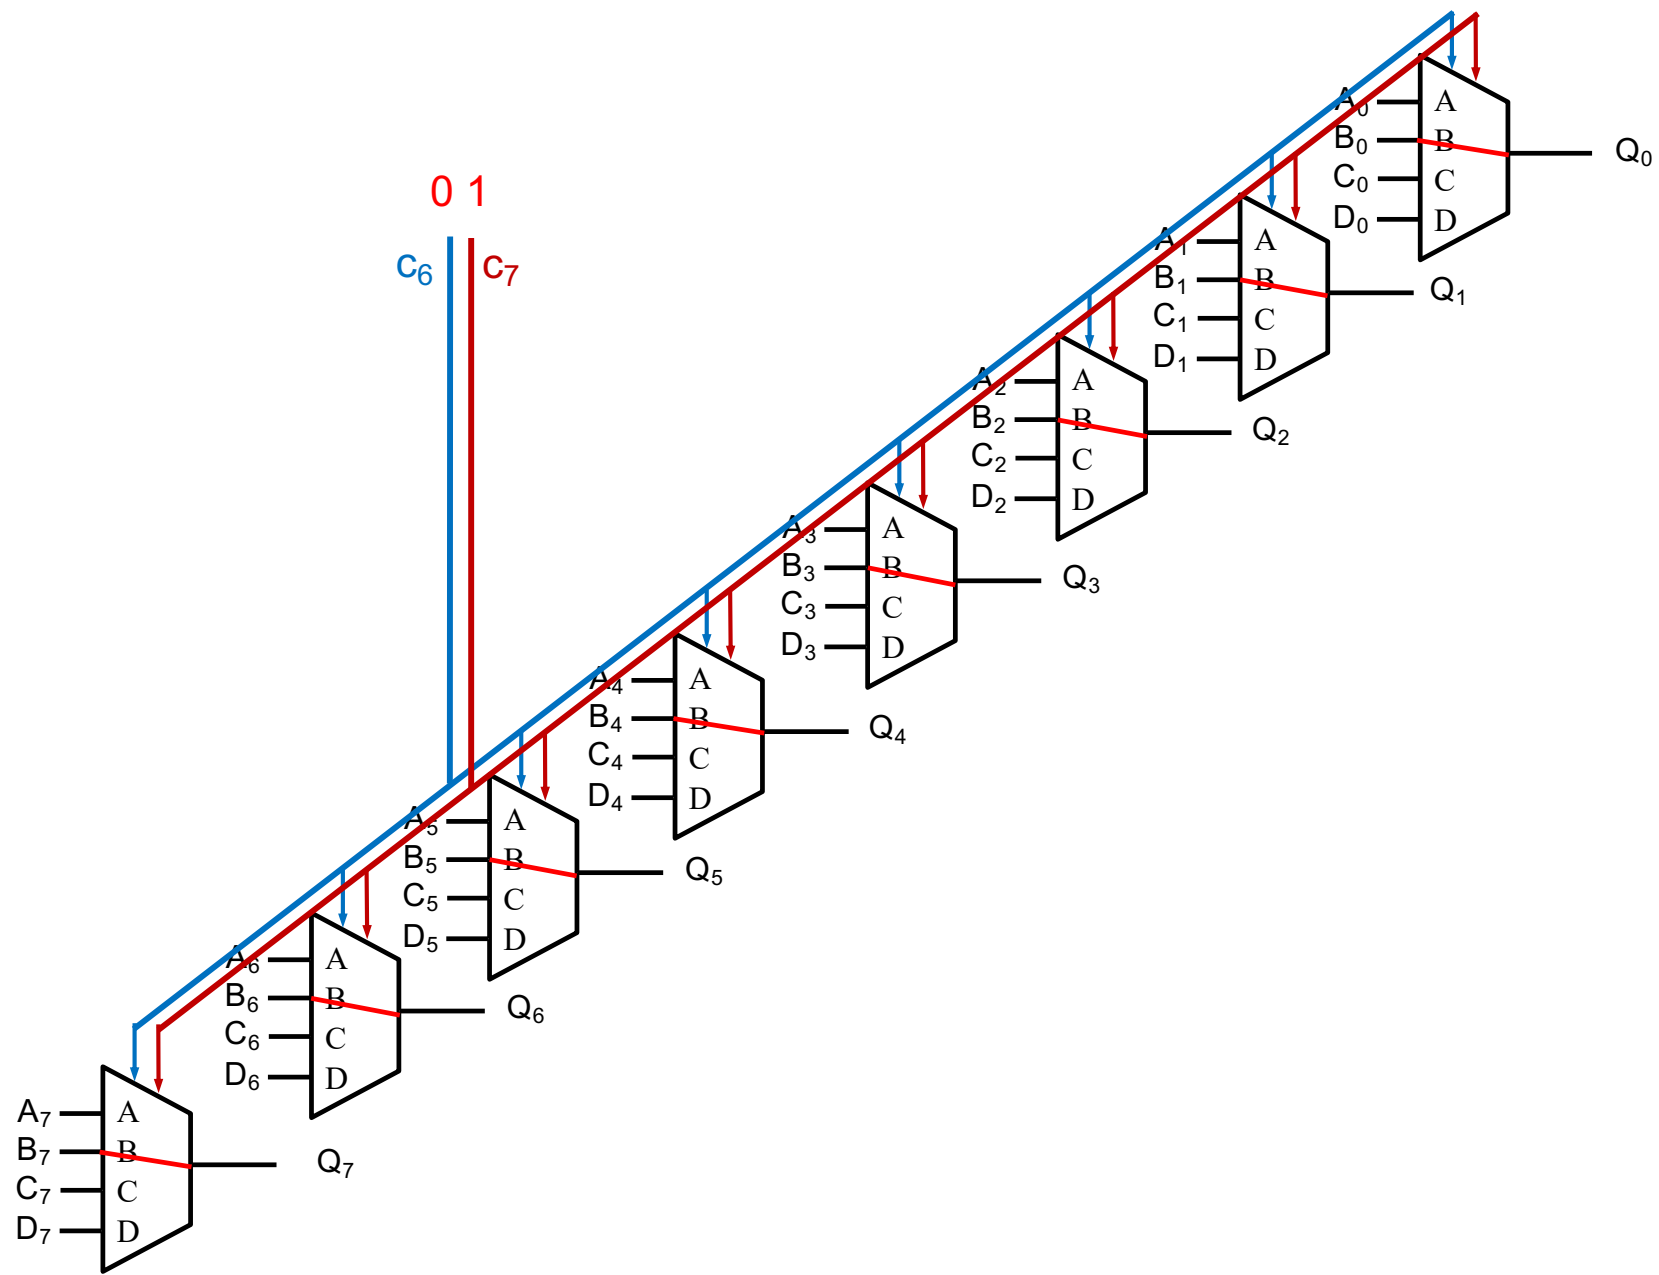 0 1
c6 c7
A0 A
B0 B
C0 C
D0 D
Q0
A1 A
B1 B
C1 C
D1 D
Q1
A2 A
B2 B
C2 C
D2 D
Q2
A3 A
B3 B
C3 C
D3 D
Q3
A4 A
B4 B
C4 C
D4 D
Q4
A5 A
B5 B
C5 C
D5 D
Q5
A6 A
B6 B
C6 C
D6 D
Q6
A7 A
B7 B
C7 C
D7 D
Q7